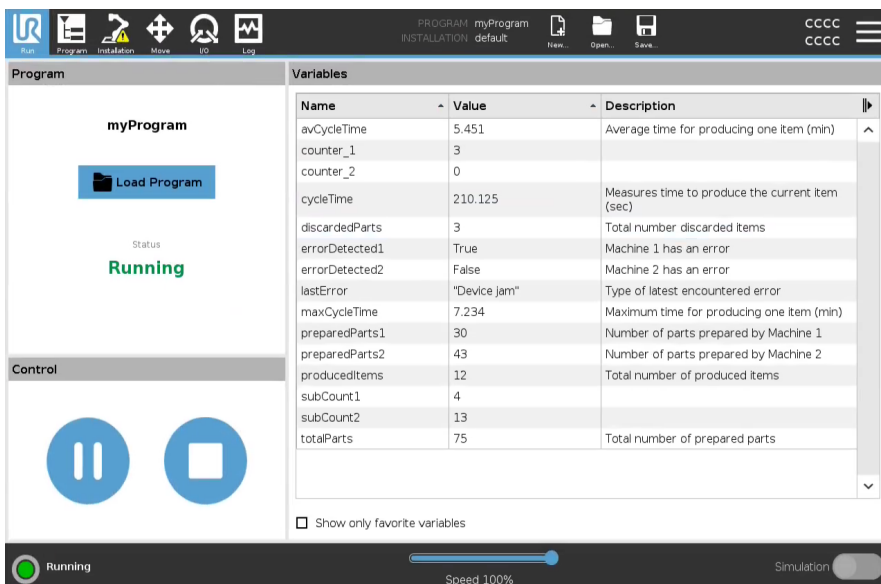 UR
PROGRAM myProgram
INSTALLATION default
CCCC
CCCC
Run Program Installation Move I/O Log New... Open... Save...
Program
myProgram
Load Program
Status
Running
Control
Variables
Name Value Description
avCycleTime 5.451 Average time for producing one item (min)
counter_1 3
counter_2 0
cycleTime 210.125 Measures time to produce the current item
(sec)
discardedParts 3 Total number discarded items
errorDetected1 True Machine 1 has an error
errorDetected2 False Machine 2 has an error
lastError "Device jam" Type of latest encountered error
maxCycleTime 7.234 Maximum time for producing one item (min)
preparedParts1 30 Number of parts prepared by Machine 1
preparedParts2 43 Number of parts prepared by Machine 2
producedItems 12 Total number of produced items
subCount1 4
subCount2 13
totalParts 75 Total number of prepared parts
Show only favorite variables
Running
Speed 100%
Simulation